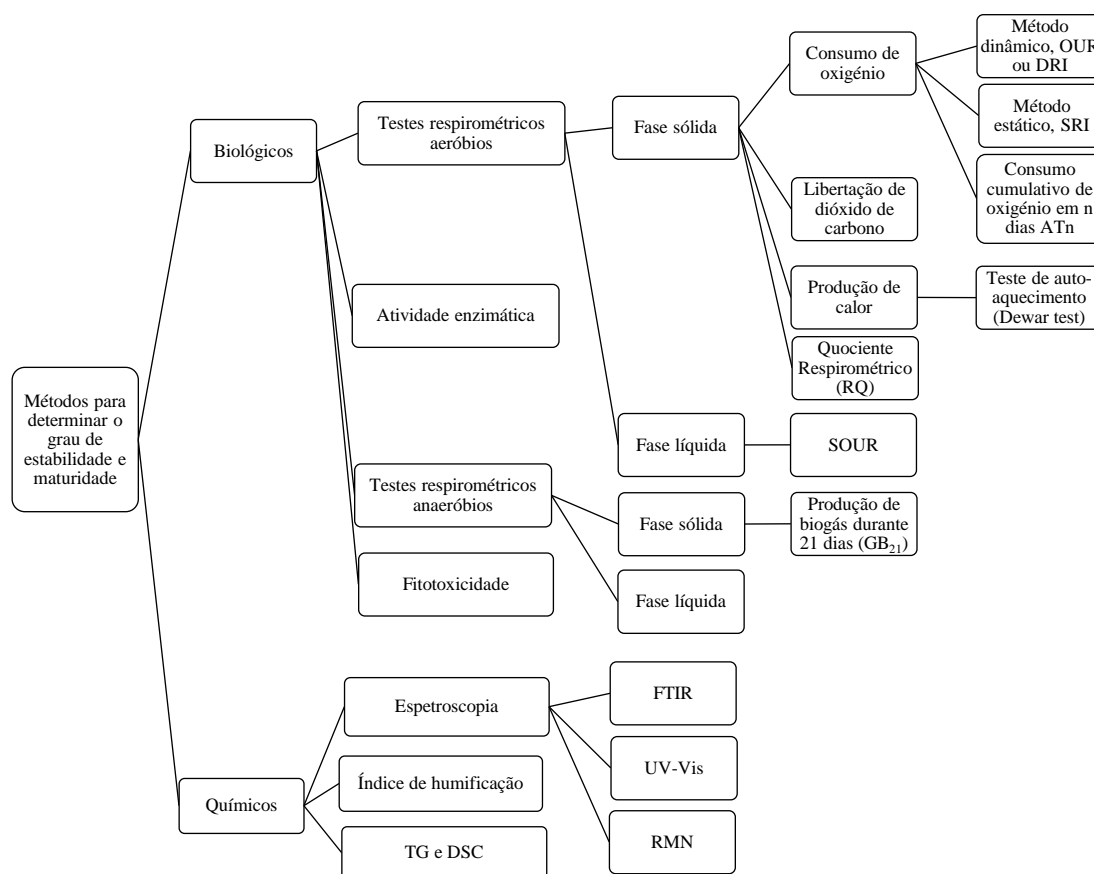 Métodos para
determinar o
grau de
estabilidade e
maturidade
Biológicos
Testes respirométricos
aeróbios
Fase sólida
Consumo de
oxigénio
Método
dinâmico, OUR
ou DRI
Método
estático, SRI
Consumo
cumulativo de
oxigénio em n
dias ATn
Libertação de
dióxido de
carbono
Produção de
calor
Teste de auto-
aquecimento
(Dewar test)
Quociente
Respirométrico
(RQ)
Fase líquida
SOUR
Atividade enzimática
Testes respirométricos
anaeróbios
Fase sólida
Produção de
biogás durante
21 dias (GB₂₁)
Fase líquida
Fitotoxicidade
Químicos
Espetroscopia
FTIR
UV-Vis
RMN
Índice de humificação
TG e DSC